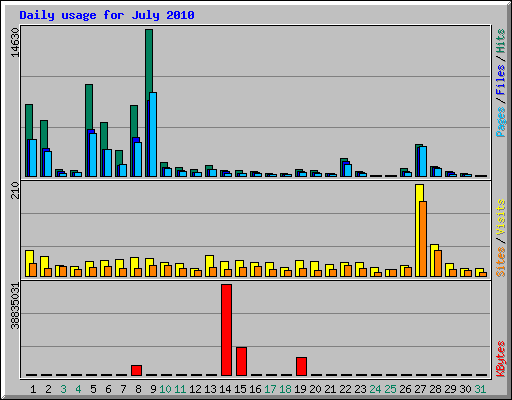 Daily usage for July 2010
14630
Pages / Files / Hits
210
Sites / Visits
38835031
KBytes
1 2 3 4 5 6 7 8 9 10 11 12 13 14 15 16 17 18 19 20 21 22 23 24 25 26 27 28 29 30 31